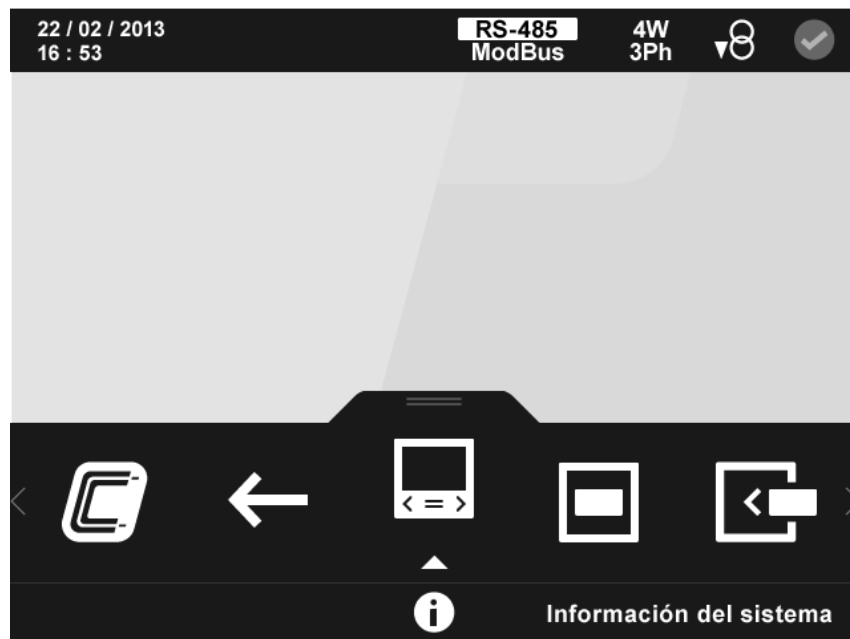 22 / 02 / 2013
16 : 53
RS-485
ModBus
4W
3Ph
Información del sistema